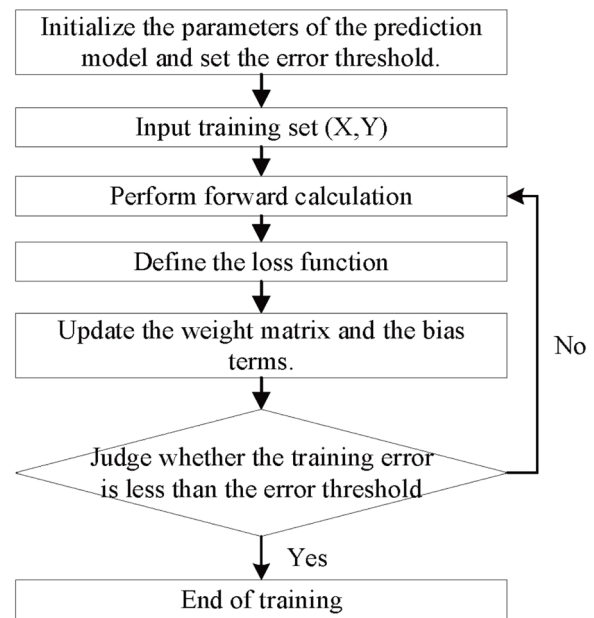 Initialize the parameters of the prediction
model and set the error threshold.
Input training set (X,Y)
Perform forward calculation
Define the loss function
Update the weight matrix and the bias
terms.
No
Judge whether the training error
is less than the error threshold
Yes
End of training